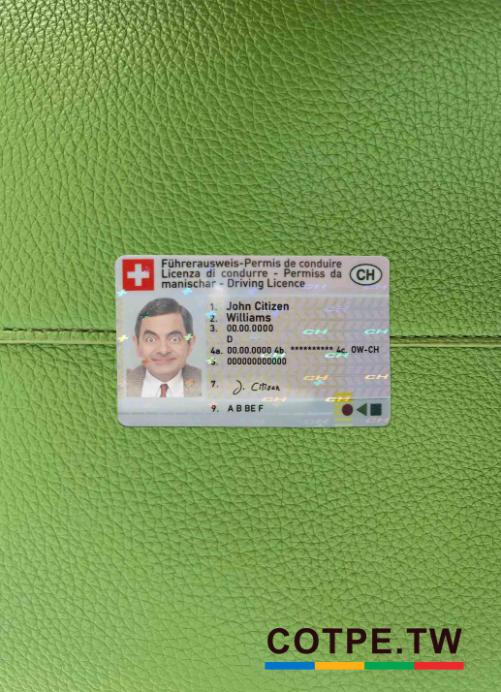 Führerausweis-Permis de conduire
Licenza di condurre - Permiss da
manischar - Driving Licence
CH
1. John Citizen
2. Williams
3. 00.00.0000
D
4a. 00.00.0000 4b. ********** 4c. OW-CH
5. 000000000000
7. J. Citizen
9. A B BE F
COTPE.TW